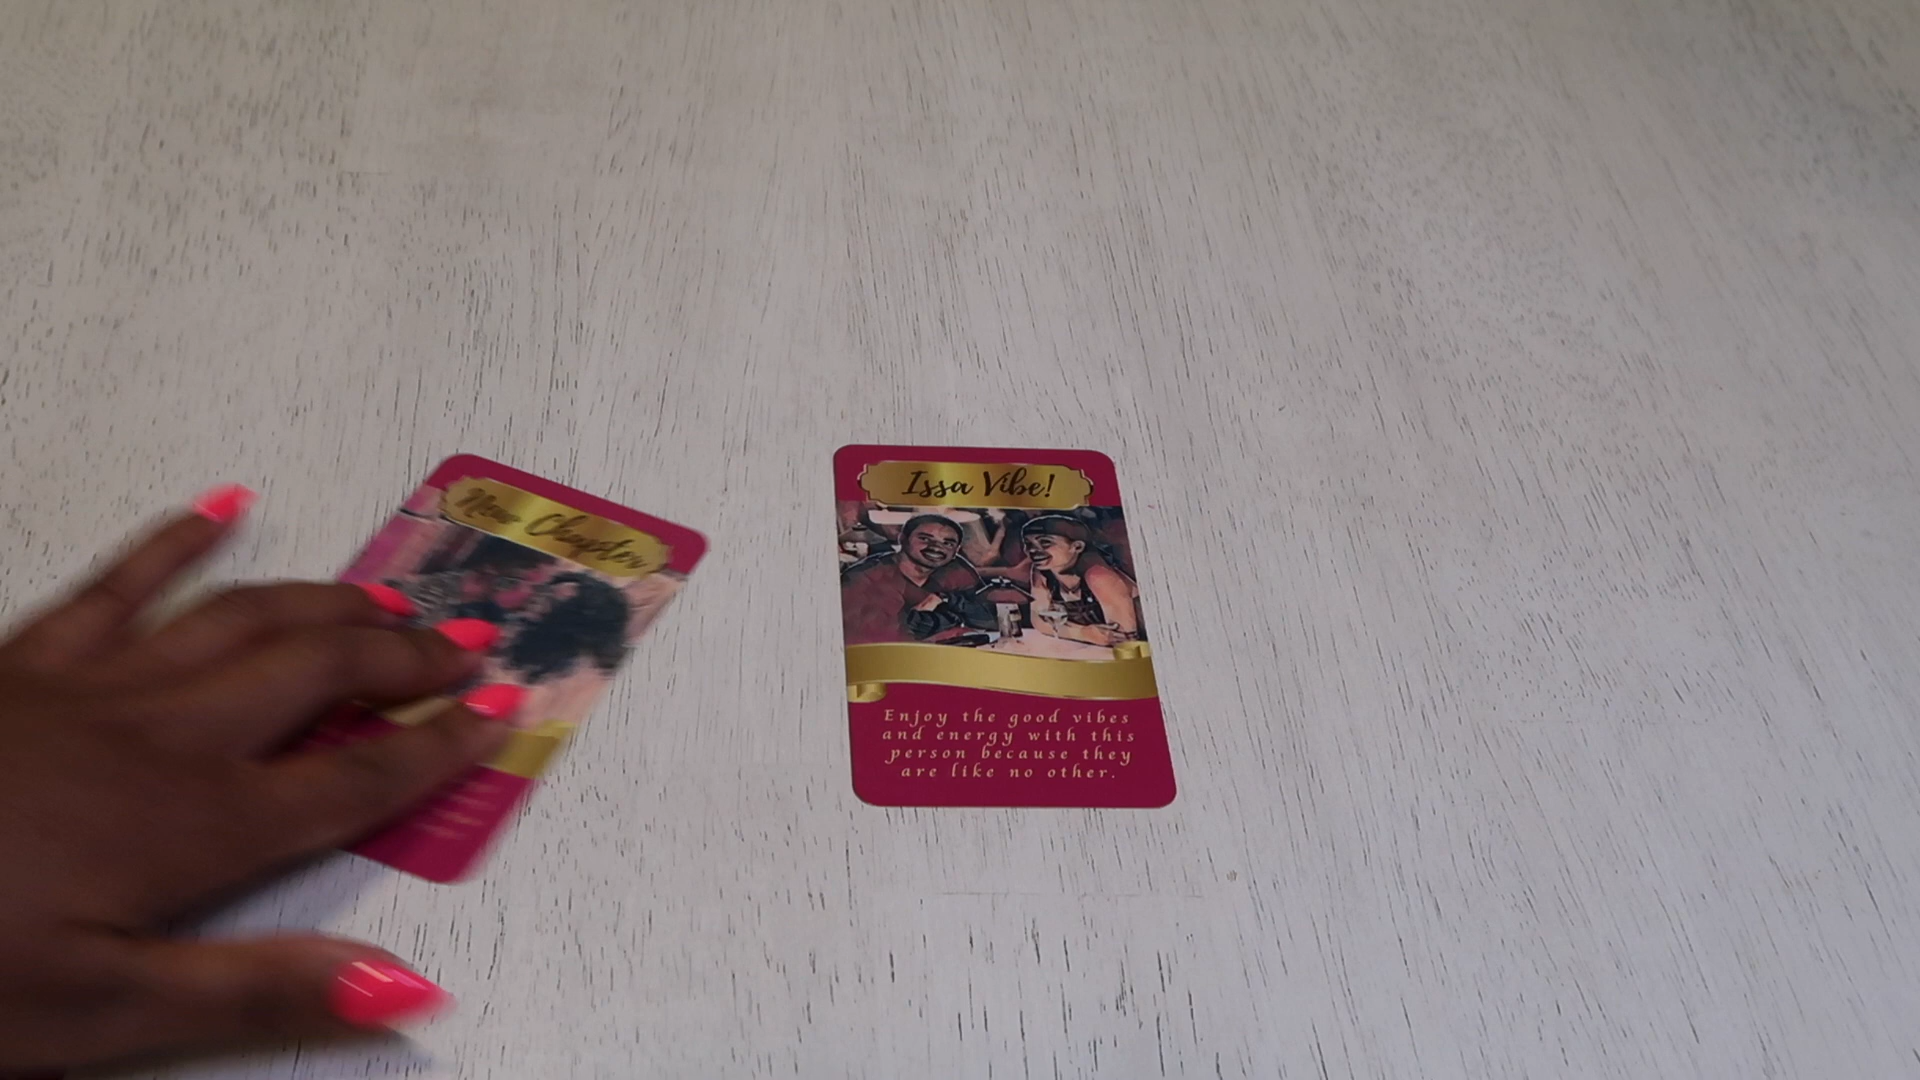 New Chapter
Issa Vibe!
Enjoy the good vibes
and energy with this
person because they
are like no other.